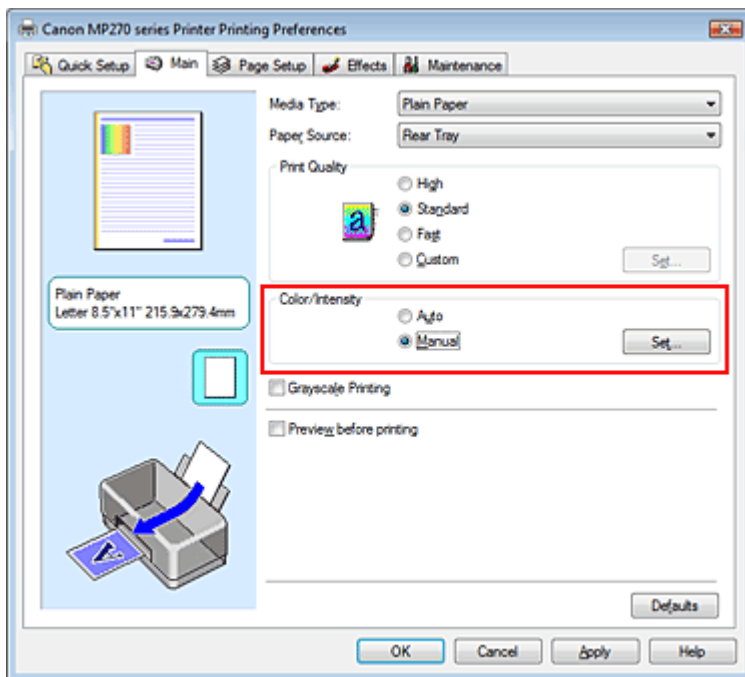 Canon MP270 series Printer Printing Preferences
Quick Setup Main Page Setup Effects Maintenance
Media Type: Plain Paper
Paper Source: Rear Tray
Print Quality
High
a Standard
Fast
Custom Set...
Plain Paper
Letter 8.5"x11" 215.9x279.4mm
Color/Intensity
Auto
Manual Set...
Grayscale Printing
Preview before printing
A
Defaults
OK Cancel Apply Help